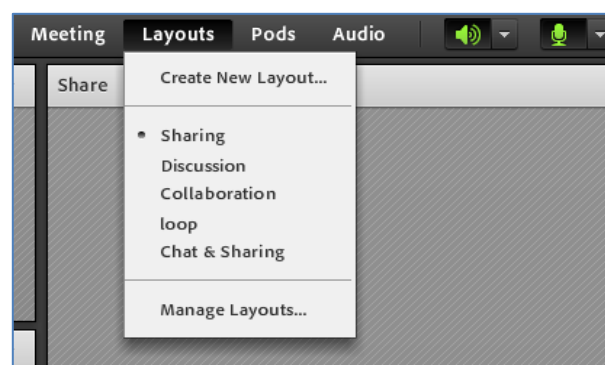 Meeting Layouts Pods Audio
Share
Create New Layout...
Sharing
Discussion
Collaboration
loop
Chat & Sharing
Manage Layouts...